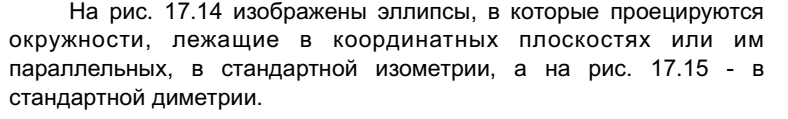 На рис. 17.14 изображены эллипсы, в которые проецируются
окружности, лежащие в координатных плоскостях или им
параллельных, в стандартной изометрии, а на рис. 17.15 - в
стандартной диметрии.